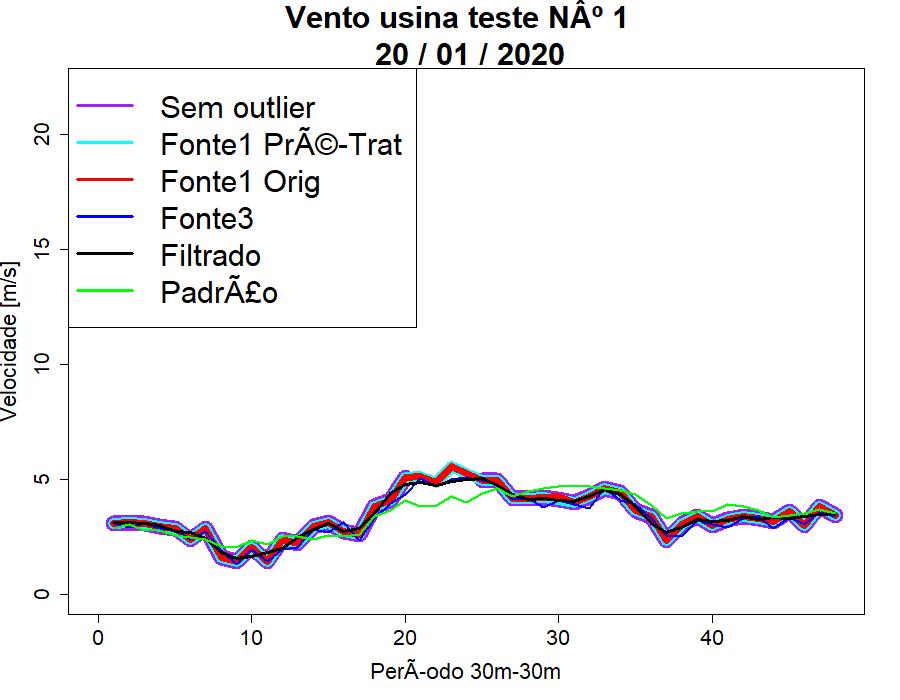 Vento usina teste NÂº 1
20 / 01 / 2020
Sem outlier
Fonte1 PrÃ©-Trat
Fonte1 Orig
Fonte3
Filtrado
PadrÃ£o
Velocidade [m/s]
20
15
10
5
0
0 10 20 30 40
PerÃ-odo 30m-30m